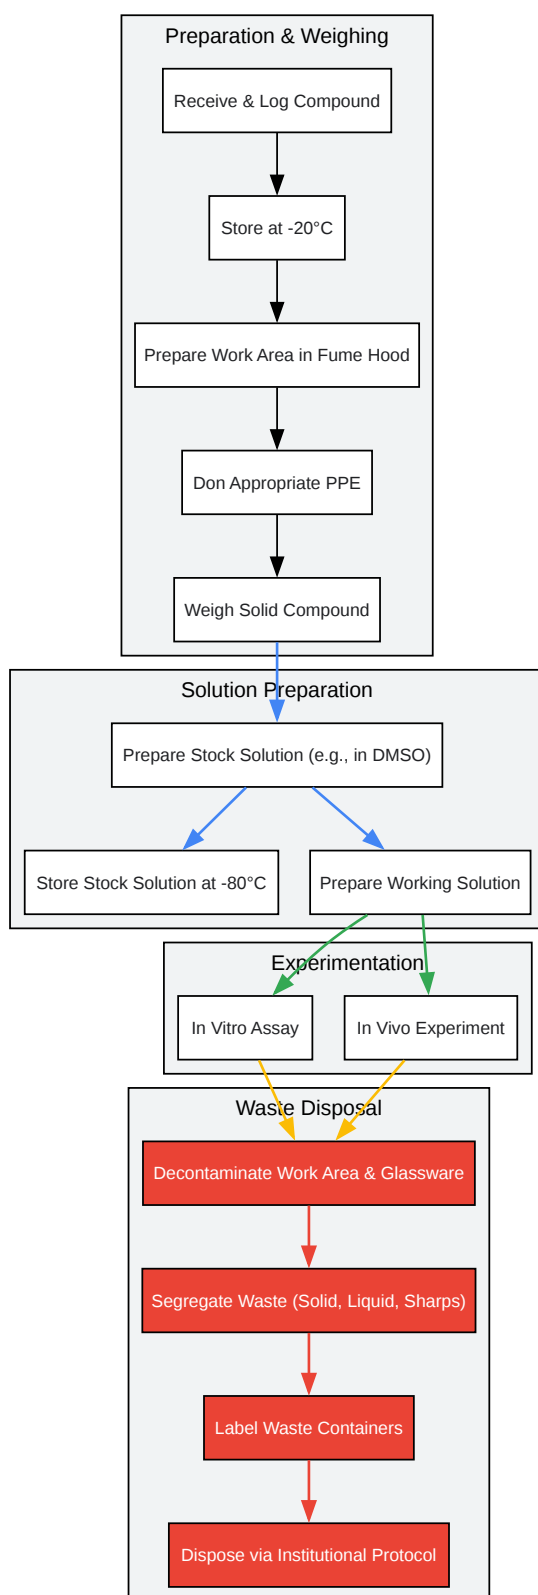 Preparation & Weighing
Receive & Log Compound
Store at -20°C
Prepare Work Area in Fume Hood
Don Appropriate PPE
Weigh Solid Compound
Solution Preparation
Prepare Stock Solution (e.g., in DMSO)
Store Stock Solution at -80°C
Prepare Working Solution
Experimentation
In Vitro Assay
In Vivo Experiment
Waste Disposal
Decontaminate Work Area & Glassware
Segregate Waste (Solid, Liquid, Sharps)
Label Waste Containers
Dispose via Institutional Protocol